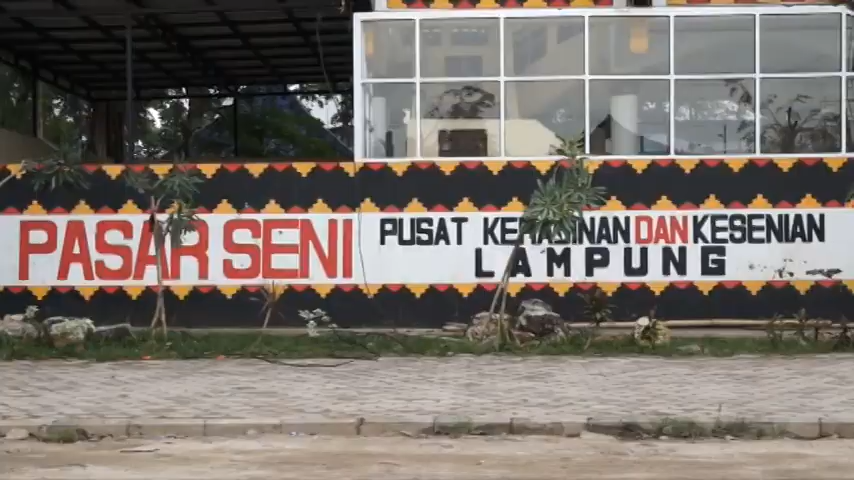 PASAR SENI
PUSAT KERAJINAN DAN KESENIAN
LAMPUNG